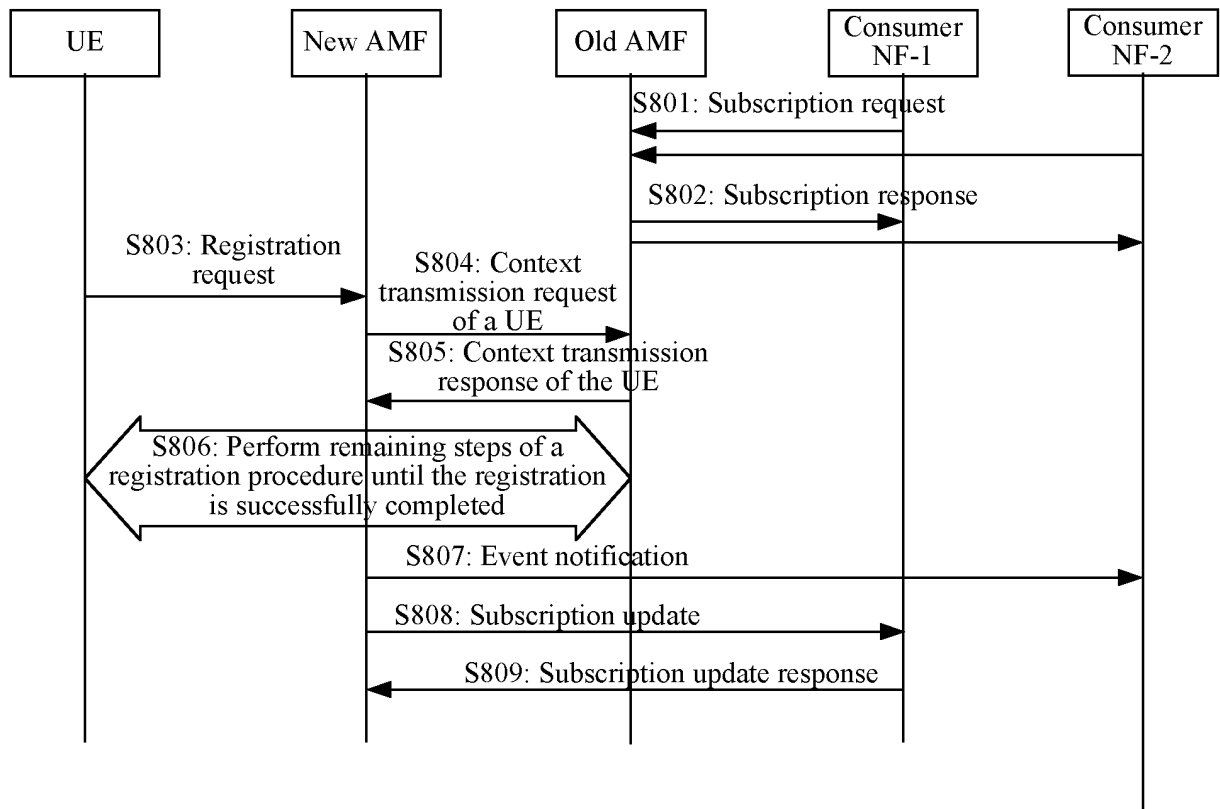 UE
New AMF
Old AMF
Consumer
NF-1
Consumer
NF-2
S801: Subscription request
S802: Subscription response
S803: Registration
request
S804: Context
transmission request
of a UE
S805: Context transmission
response of the UE
S806: Perform remaining steps of a
registration procedure until the registration
is successfully completed
S807: Event notification
S808: Subscription update
S809: Subscription update response